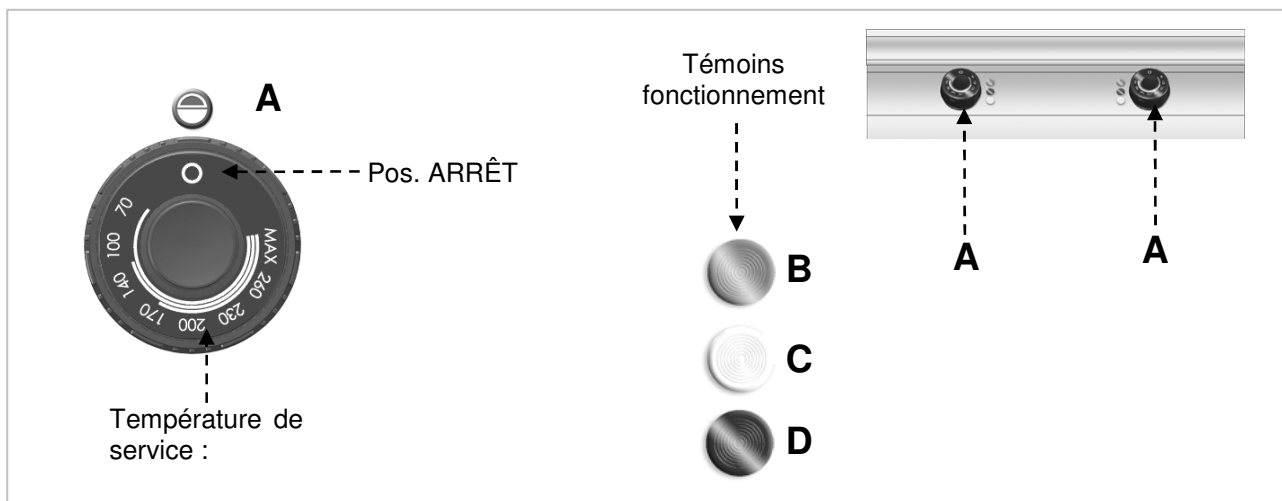 A
Pos. ARRÊT
70
100
140
170
200
230
260
MAX
Température de
service :
Témoins
fonctionnement
B
C
D
A
A